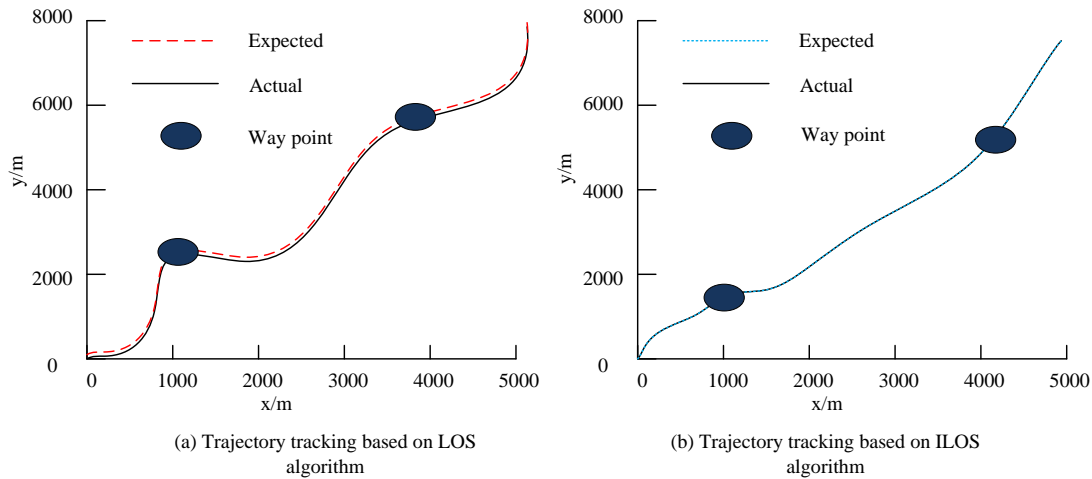 8000
6000
4000
2000
0
y/m
Expected
Actual
Way point
0 1000 2000 3000 4000 5000
x/m
(a) Trajectory tracking based on LOS
algorithm
8000
6000
4000
2000
0
y/m
Expected
Actual
Way point
0 1000 2000 3000 4000 5000
x/m
(b) Trajectory tracking based on ILOS
algorithm